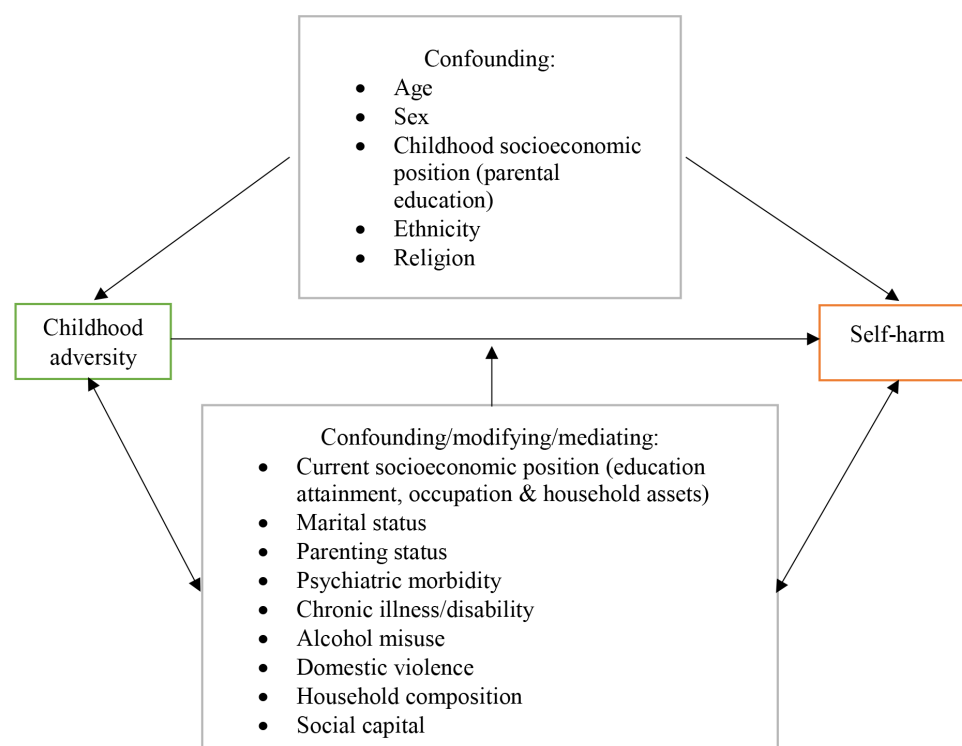 Confounding:
• Age
• Sex
• Childhood socioeconomic
position (parental
education)
• Ethnicity
• Religion
Childhood
adversity
Self-harm
Confounding/modifying/mediating:
• Current socioeconomic position (education
attainment, occupation & household assets)
• Marital status
• Parenting status
• Psychiatric morbidity
• Chronic illness/disability
• Alcohol misuse
• Domestic violence
• Household composition
• Social capital